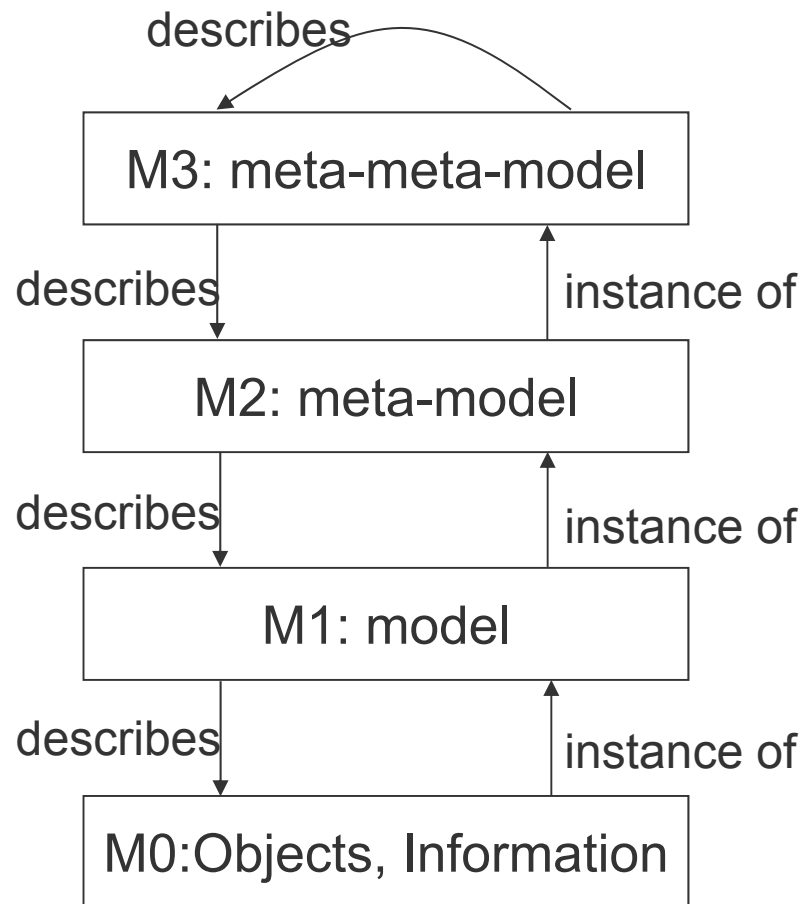 describes
M3: meta-meta-model
describes
instance of
M2: meta-model
describes
instance of
M1: model
describes
instance of
M0:Objects, Information